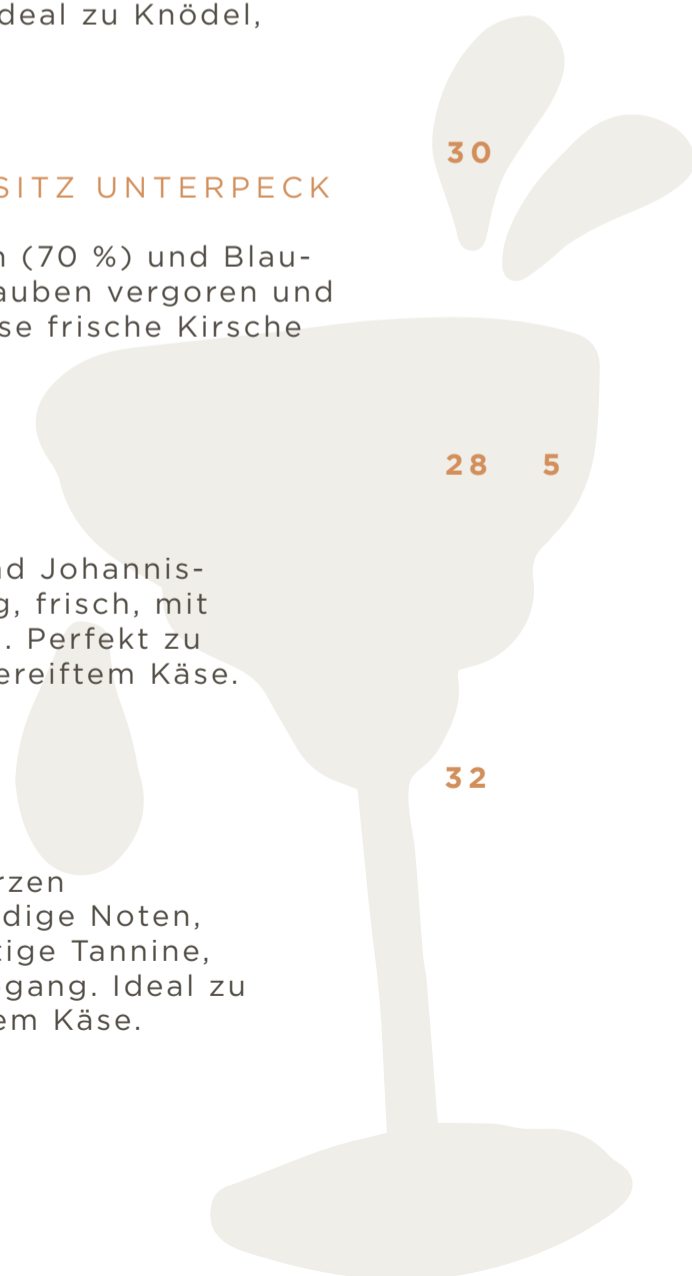 deal zu Knödel,
30
SITZ UNTERPECK
n (70 %) und Blau-
auben vergoren und
se frische Kirsche
28 5
nd Johannis-
g, frisch, mit
. Perfekt zu
ereiftem Käse.
32
rzen
dige Noten,
tige Tannine,
gang. Ideal zu
em Käse.